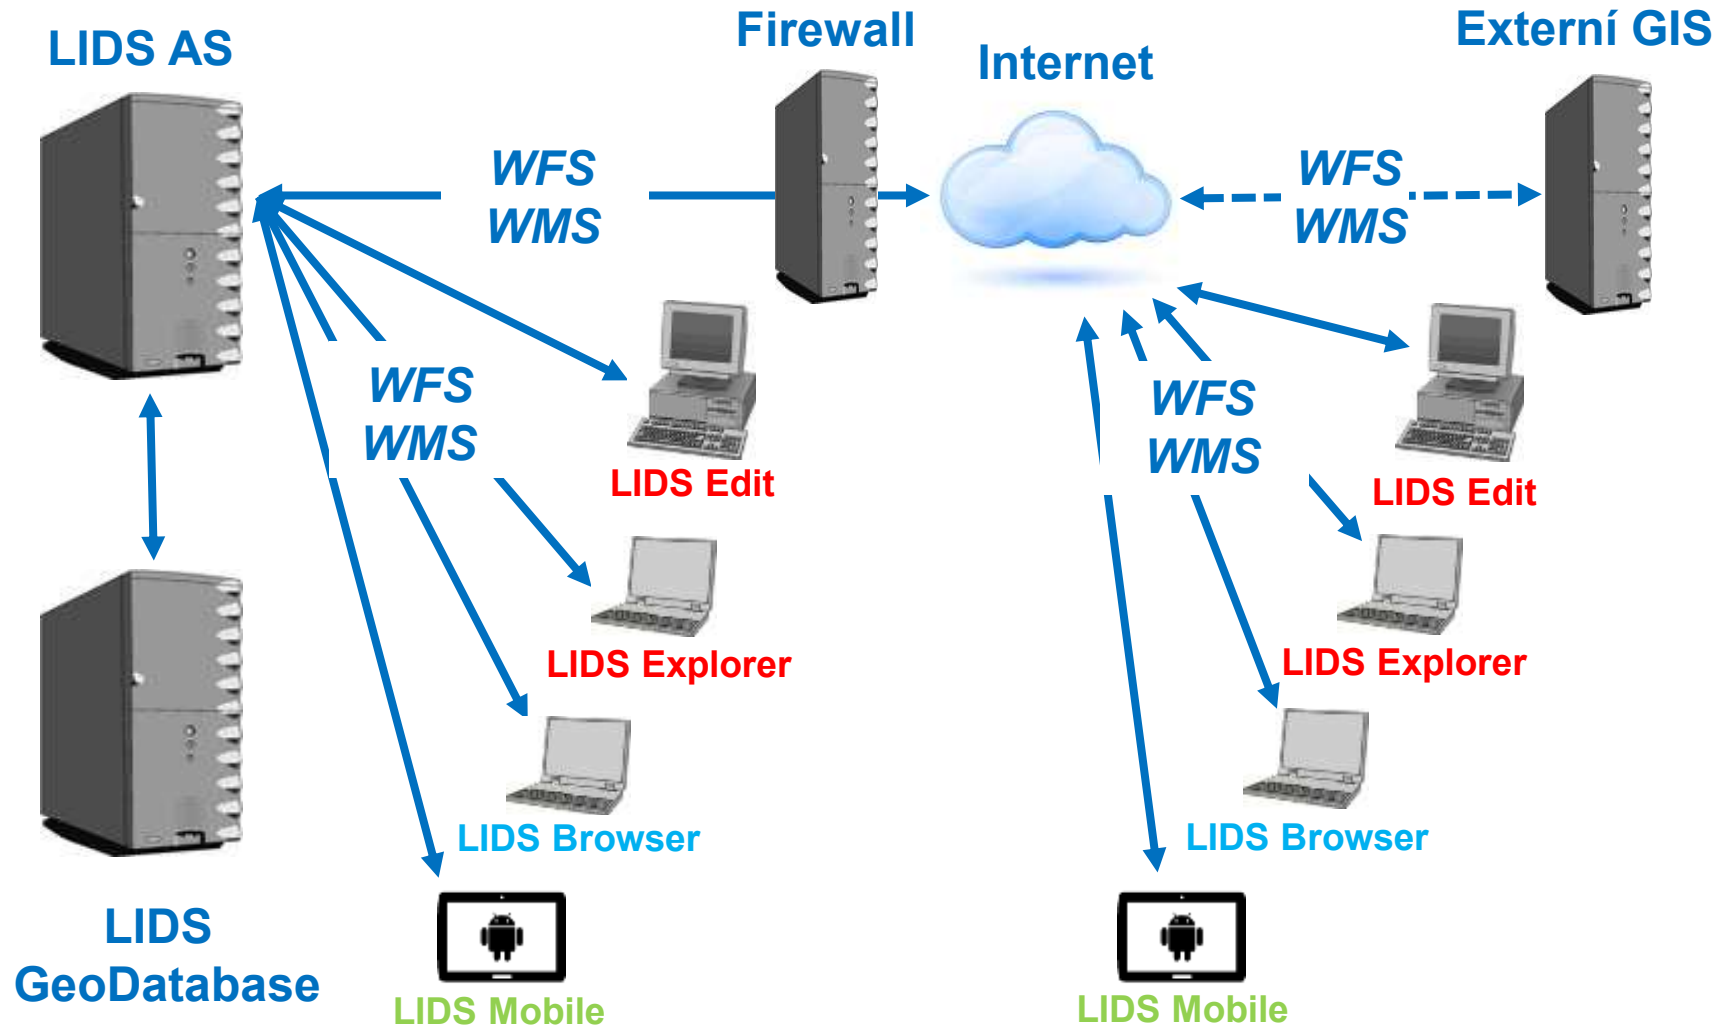 LIDS AS
Firewall
Internet
Externí GIS
WFS
WMS
WFS
WMS
WFS
WMS
WFS
WMS
LIDS Edit
LIDS Edit
LIDS Explorer
LIDS Explorer
LIDS Browser
LIDS Browser
LIDS
GeoDatabase
LIDS Mobile
LIDS Mobile